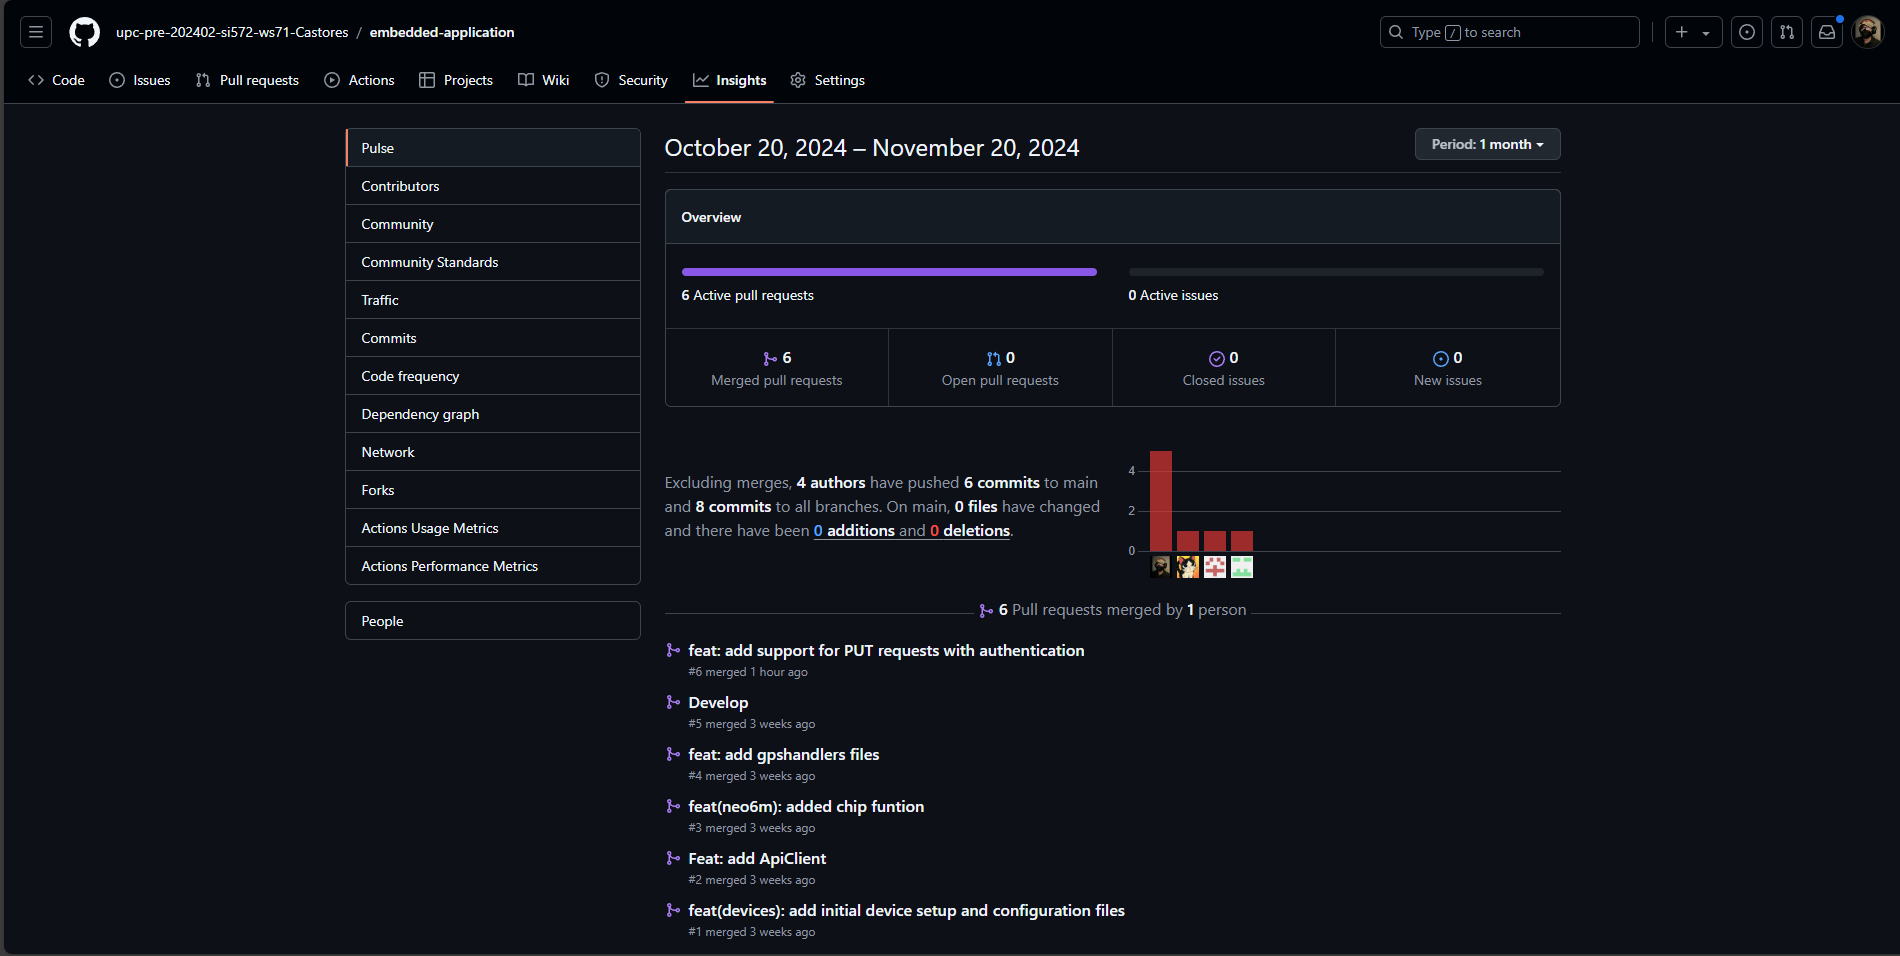 upc-pre-202402-si572-ws71-Castores / embedded-application
Type / to search
Code Issues Pull requests Actions Projects Wiki Security Insights Settings
Pulse
Contributors
Community
Community Standards
Traffic
Commits
Code frequency
Dependency graph
Network
Forks
Actions Usage Metrics
Actions Performance Metrics
People
October 20, 2024 – November 20, 2024
Period: 1 month
Overview
6 Active pull requests
0 Active issues
6
Merged pull requests
0
Open pull requests
0
Closed issues
0
New issues
Excluding merges, 4 authors have pushed 6 commits to main
and 8 commits to all branches. On main, 0 files have changed
and there have been 0 additions and 0 deletions.
4
2
0
6 Pull requests merged by 1 person
feat: add support for PUT requests with authentication
#6 merged 1 hour ago
Develop
#5 merged 3 weeks ago
feat: add gpshandlers files
#4 merged 3 weeks ago
feat(neo6m): added chip funtion
#3 merged 3 weeks ago
Feat: add ApiClient
#2 merged 3 weeks ago
feat(devices): add initial device setup and configuration files
#1 merged 3 weeks ago